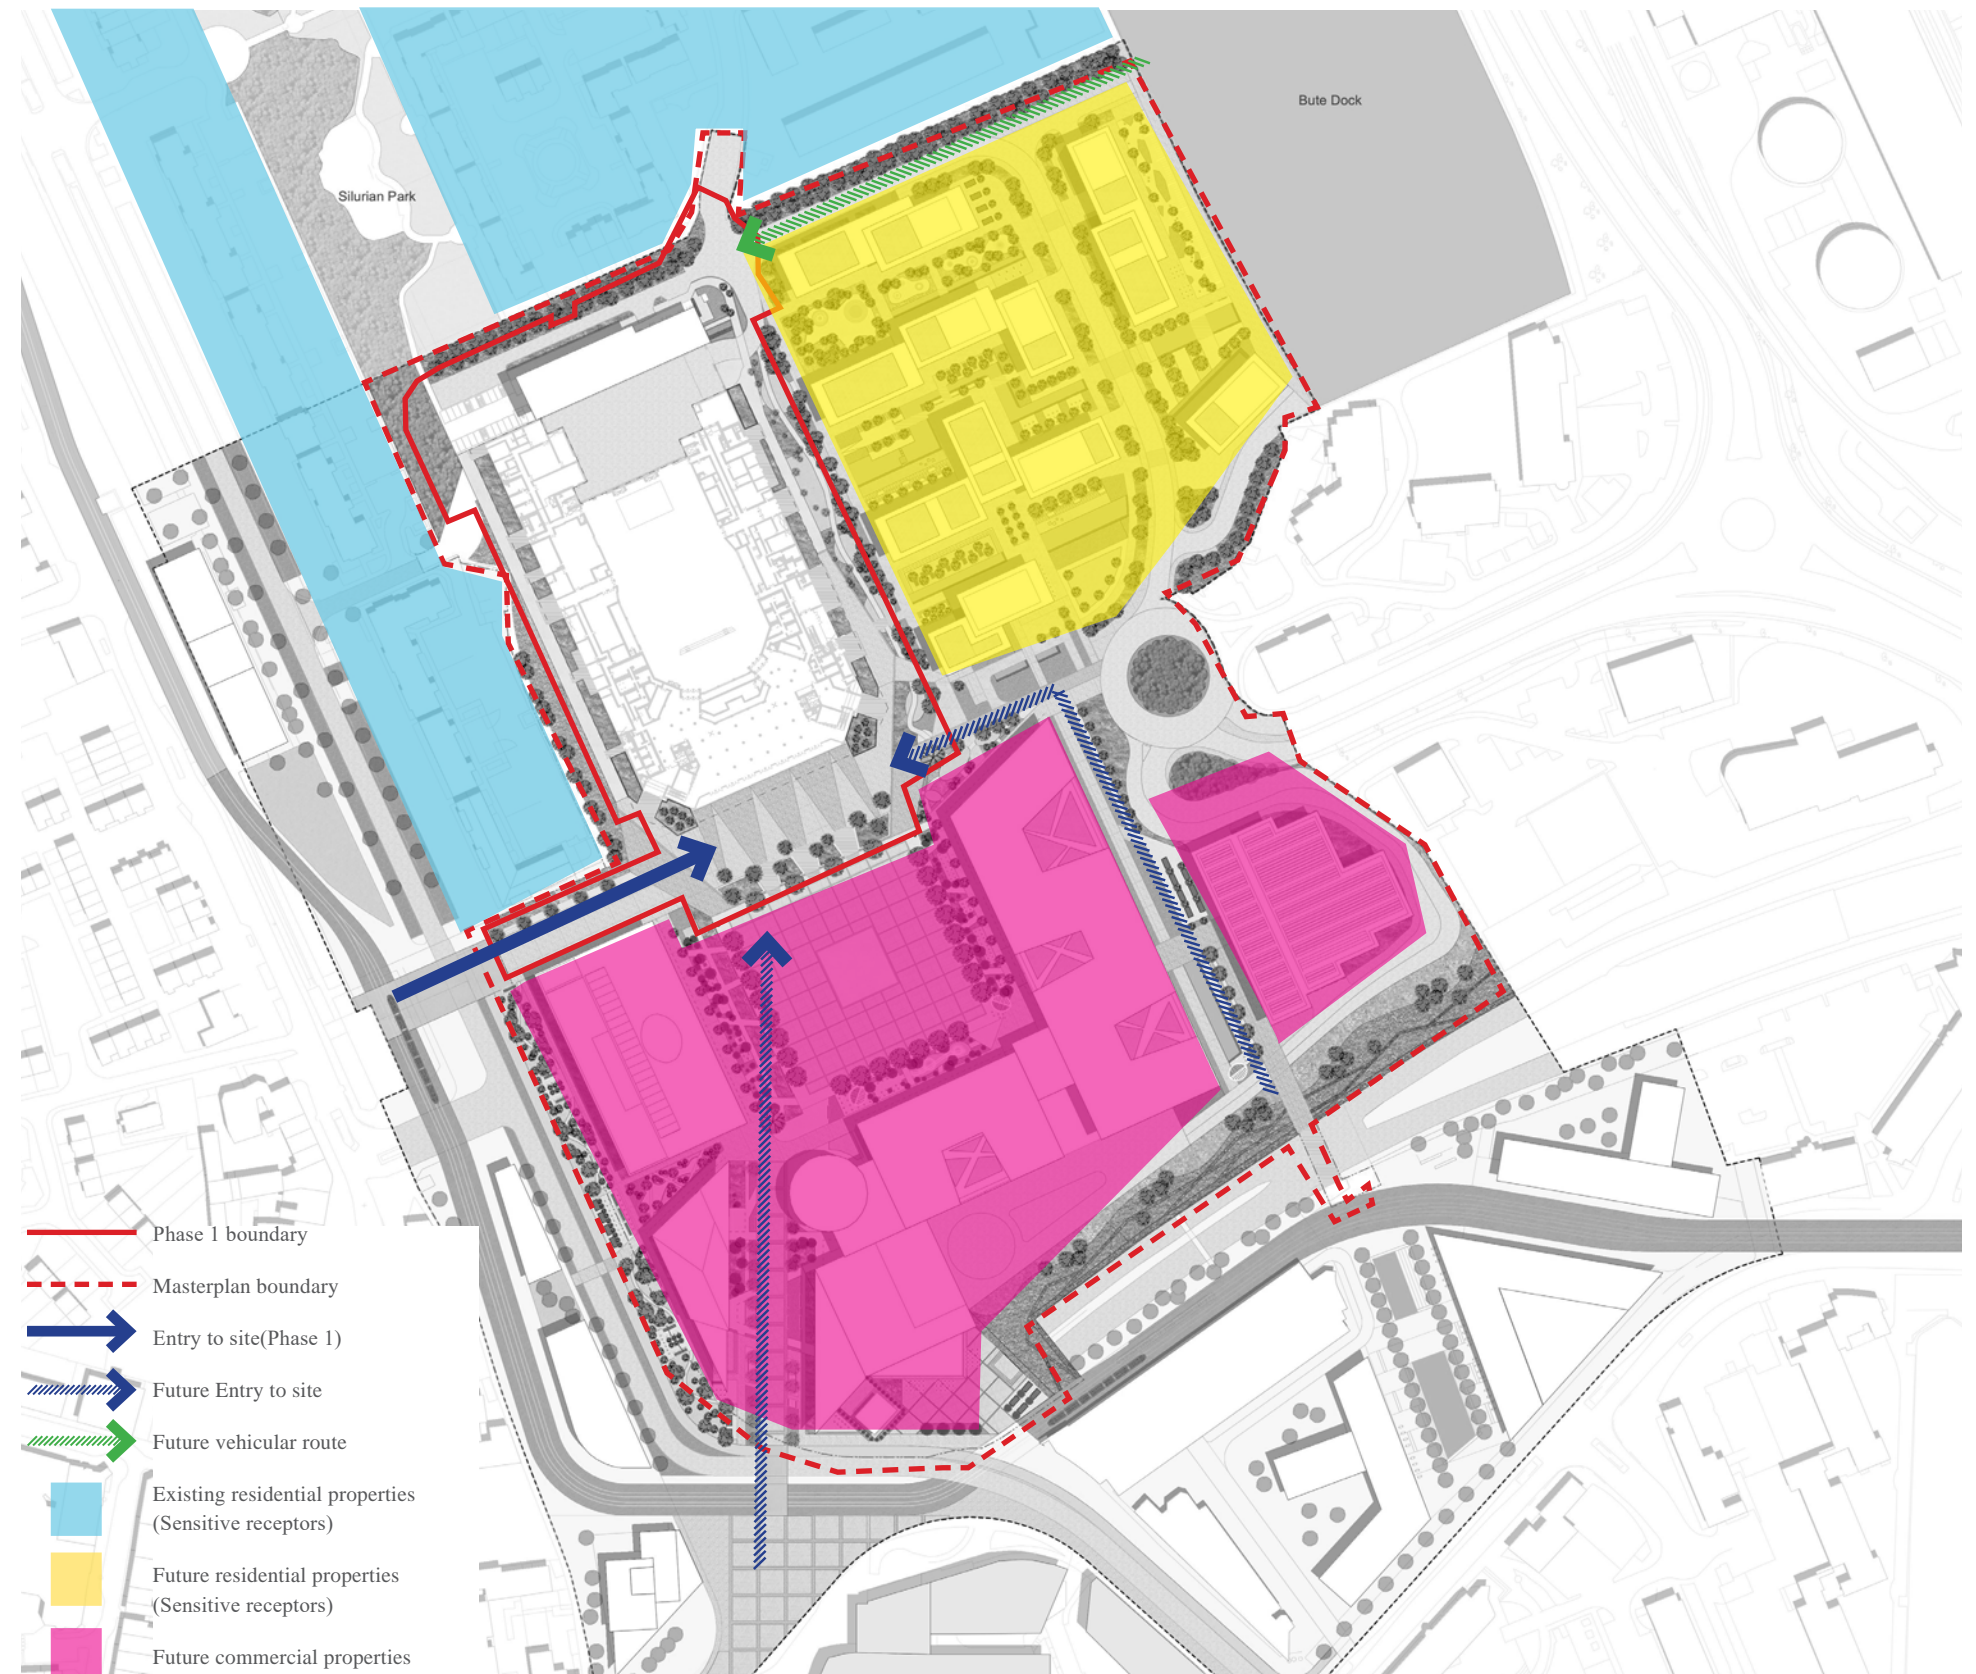 Bute Dock
Silurian Park
Phase 1 boundary
Masterplan boundary
Entry to site(Phase 1)
Future Entry to site
Future vehicular route
Existing residential properties
(Sensitive receptors)
Future residential properties
(Sensitive receptors)
Future commercial properties